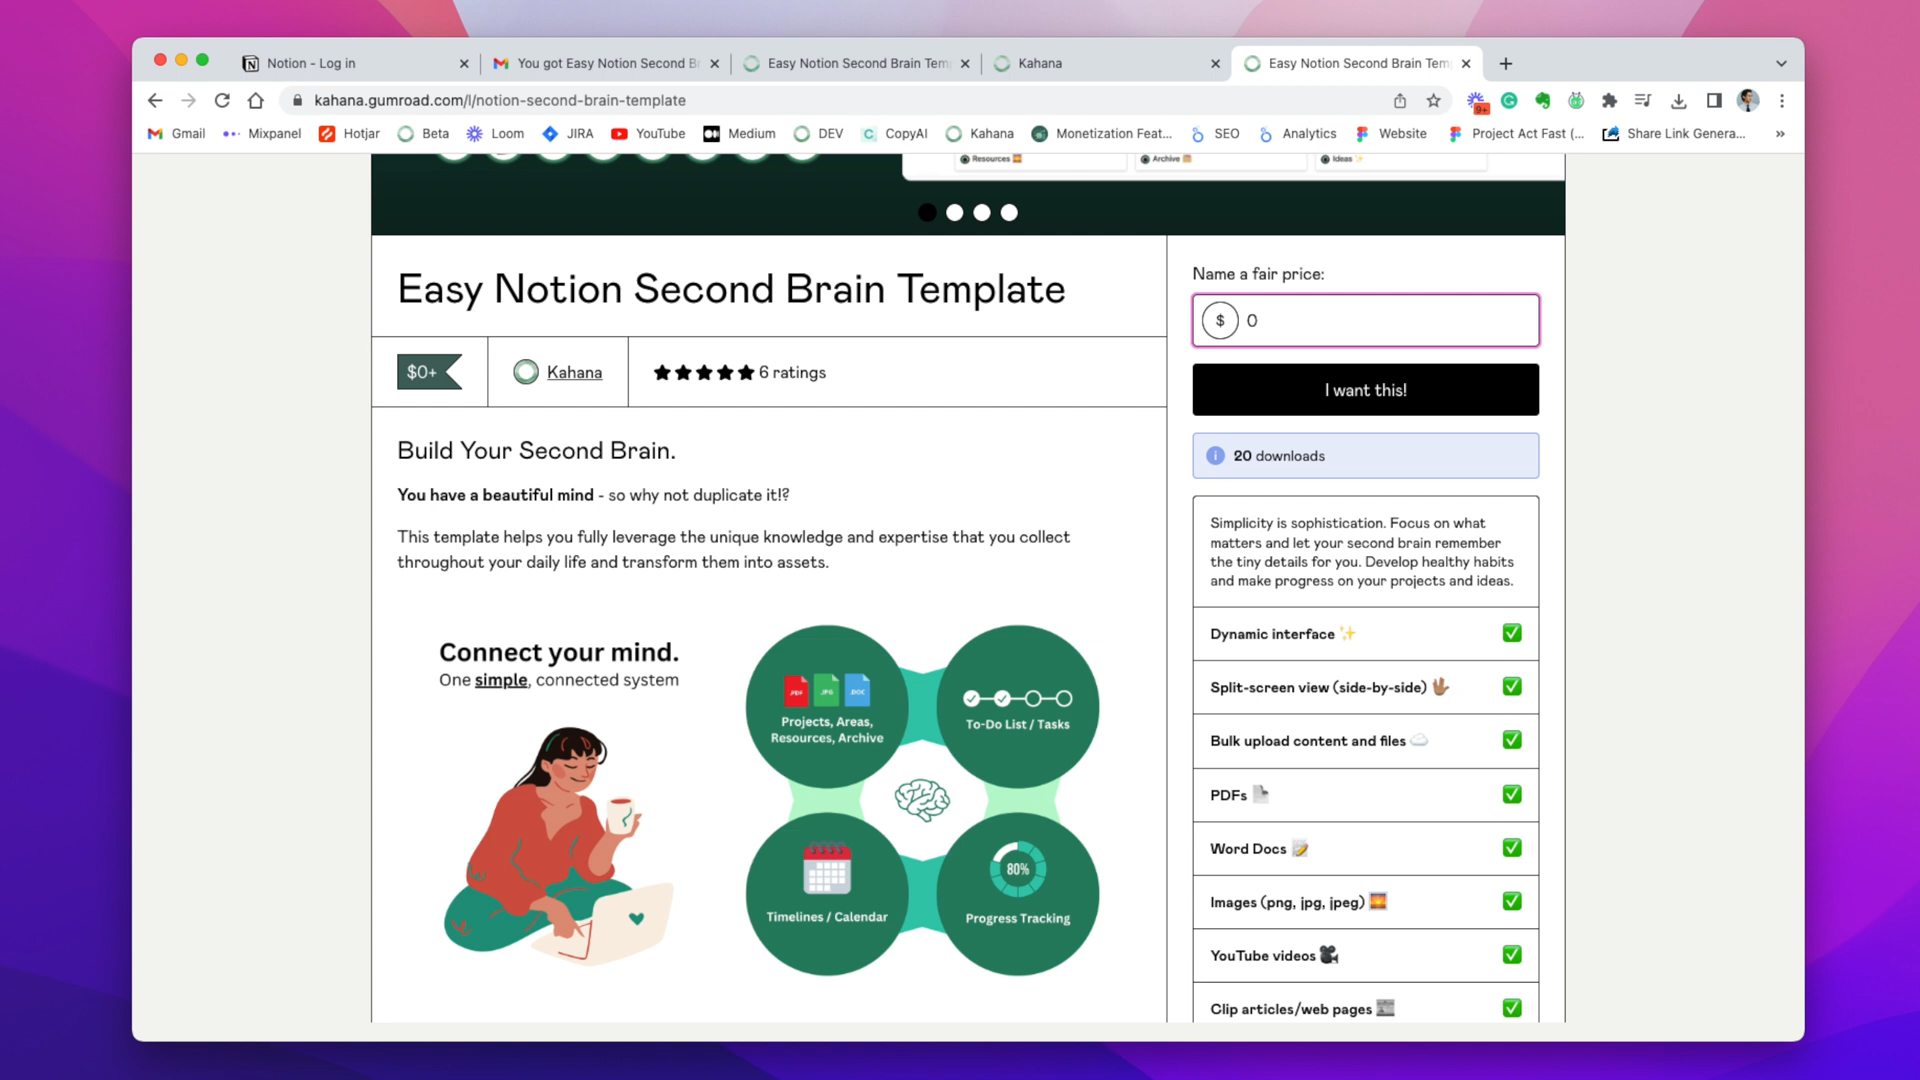 Notion - Log in
You got Easy Notion Second B
Easy Notion Second Brain Tem
Kahana
Easy Notion Second Brain Tem
kahana.gumroad.com/l/notion-second-brain-template
9+
Gmail
Mixpanel
Hotjar
Beta
Loom
JIRA
YouTube
Medium
DEV
CopyAI
Kahana
Monetization Feat...
SEO
Analytics
Website
Project Act Fast (...
Share Link Genera...
Resources
Archive
Ideas
Easy Notion Second Brain Template
$0+
Kahana
6 ratings
Build Your Second Brain.
You have a beautiful mind - so why not duplicate it!?
This template helps you fully leverage the unique knowledge and expertise that you collect
throughout your daily life and transform them into assets.
Connect your mind.
One simple, connected system
PDF
JPG
DOC
Projects, Areas,
Resources, Archive
To-Do List / Tasks
Timelines / Calendar
80%
Progress Tracking
Name a fair price:
$ 0
I want this!
20 downloads
Simplicity is sophistication. Focus on what
matters and let your second brain remember
the tiny details for you. Develop healthy habits
and make progress on your projects and ideas.
Dynamic interface ✨
Split-screen view (side-by-side) 🖖🏽
Bulk upload content and files ☁️
PDFs
Word Docs 📝
Images (png, jpg, jpeg) 🌅
YouTube videos 🎥
Clip articles/web pages 📰